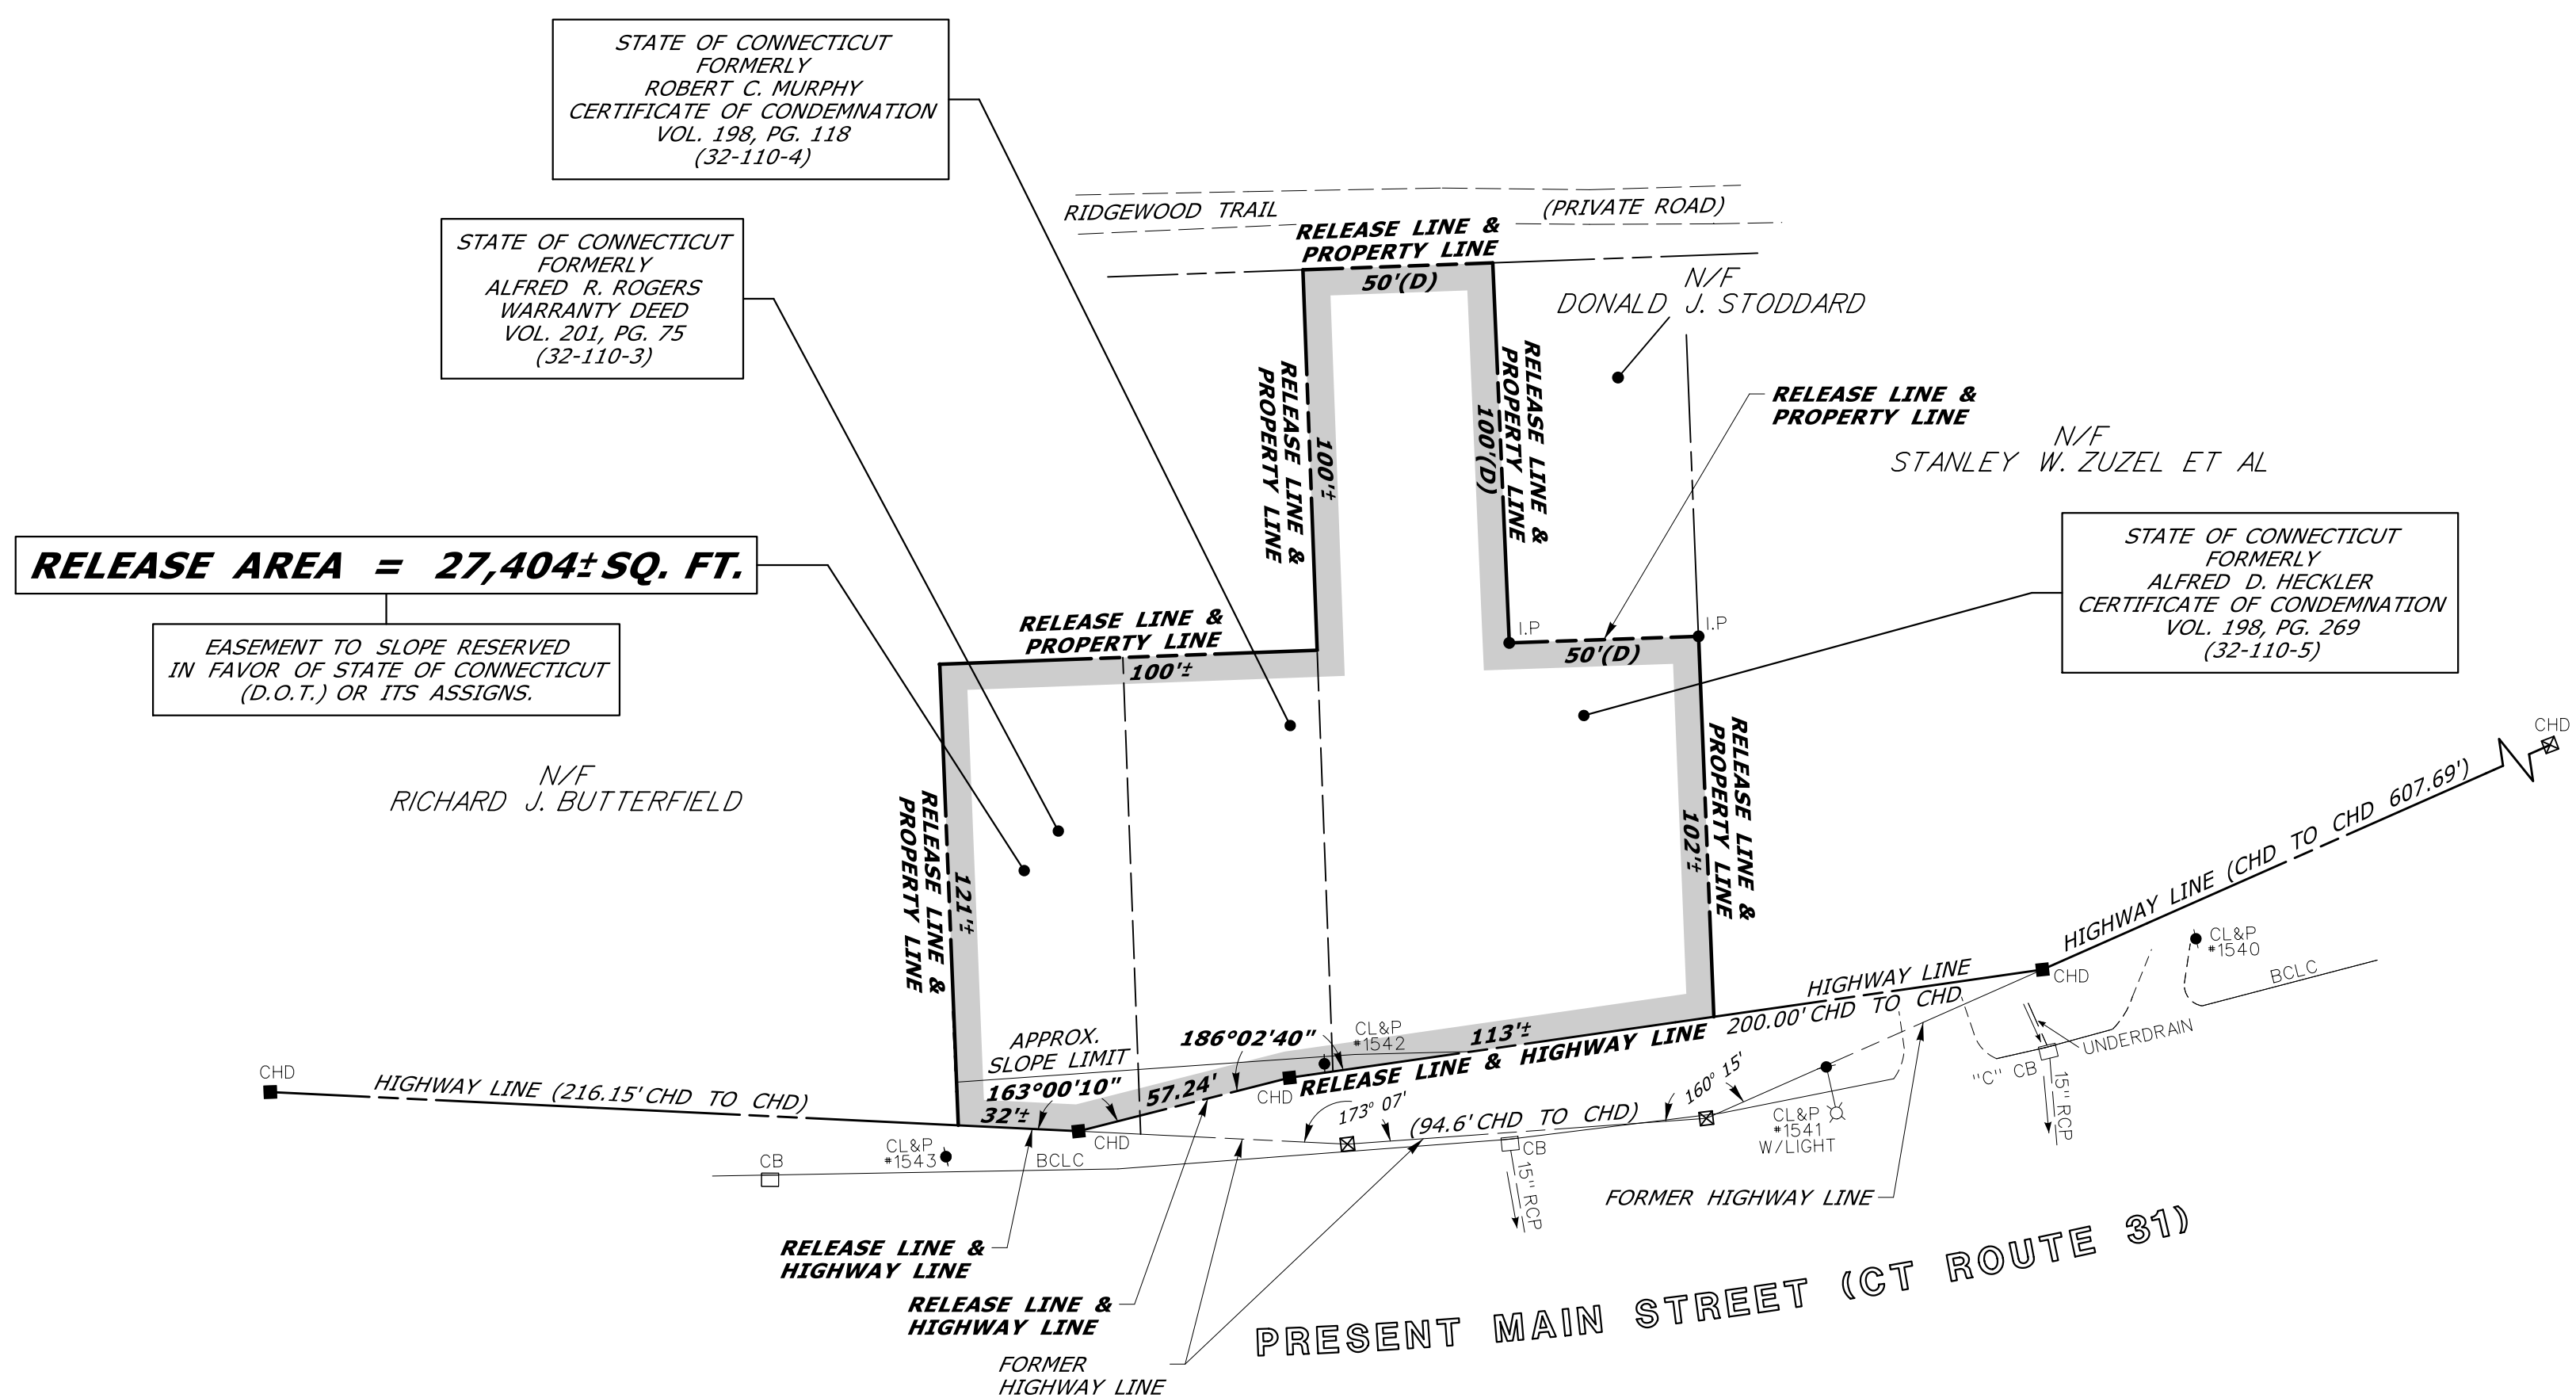 STATE OF CONNECTICUT
FORMERLY
ROBERT C. MURPHY
CERTIFICATE OF CONDEMNATION
VOL. 198, PG. 118
(32-110-4)
STATE OF CONNECTICUT
FORMERLY
ALFRED R. ROGERS
WARRANTY DEED
VOL. 201, PG. 75
(32-110-3)
RIDGEWOOD TRAIL
(PRIVATE ROAD)
RELEASE LINE &
PROPERTY LINE
50'(D)
N/F
DONALD J. STODDARD
RELEASE LINE &
PROPERTY LINE
100'±
100'(D)
RELEASE LINE &
PROPERTY LINE
RELEASE LINE &
PROPERTY LINE
N/F
STANLEY W. ZUZEL ET AL
RELEASE AREA = 27,404± SQ. FT.
EASEMENT TO SLOPE RESERVED
IN FAVOR OF STATE OF CONNECTICUT
(D.O.T.) OR ITS ASSIGNS.
STATE OF CONNECTICUT
FORMERLY
ALFRED D. HECKLER
CERTIFICATE OF CONDEMNATION
VOL. 198, PG. 269
(32-110-5)
RELEASE LINE &
PROPERTY LINE
100'±
I.P
I.P
50'(D)
N/F
RICHARD J. BUTTERFIELD
RELEASE LINE &
PROPERTY LINE
121'±
102'±
RELEASE LINE &
PROPERTY LINE
CHD
HIGHWAY LINE (CHD TO CHD 607.69')
CL&P
#1540
BCLC
CHD
HIGHWAY LINE
200.00' CHD TO CHD
UNDERDRAIN
"C" CB
15" RCP
APPROX.
SLOPE LIMIT
186°02'40"
CL&P
#1542
113'±
RELEASE LINE & HIGHWAY LINE
CHD
HIGHWAY LINE (216.15' CHD TO CHD)
163°00'10"
32'±
57.24'
CHD
CHD
173° 07'
(94.6' CHD TO CHD)
160° 15'
CL&P
#1541
W/LIGHT
CB
CL&P
#1543
BCLC
CB
15" RCP
FORMER HIGHWAY LINE
RELEASE LINE &
HIGHWAY LINE
RELEASE LINE &
HIGHWAY LINE
FORMER
HIGHWAY LINE
PRESENT MAIN STREET (CT ROUTE 31)